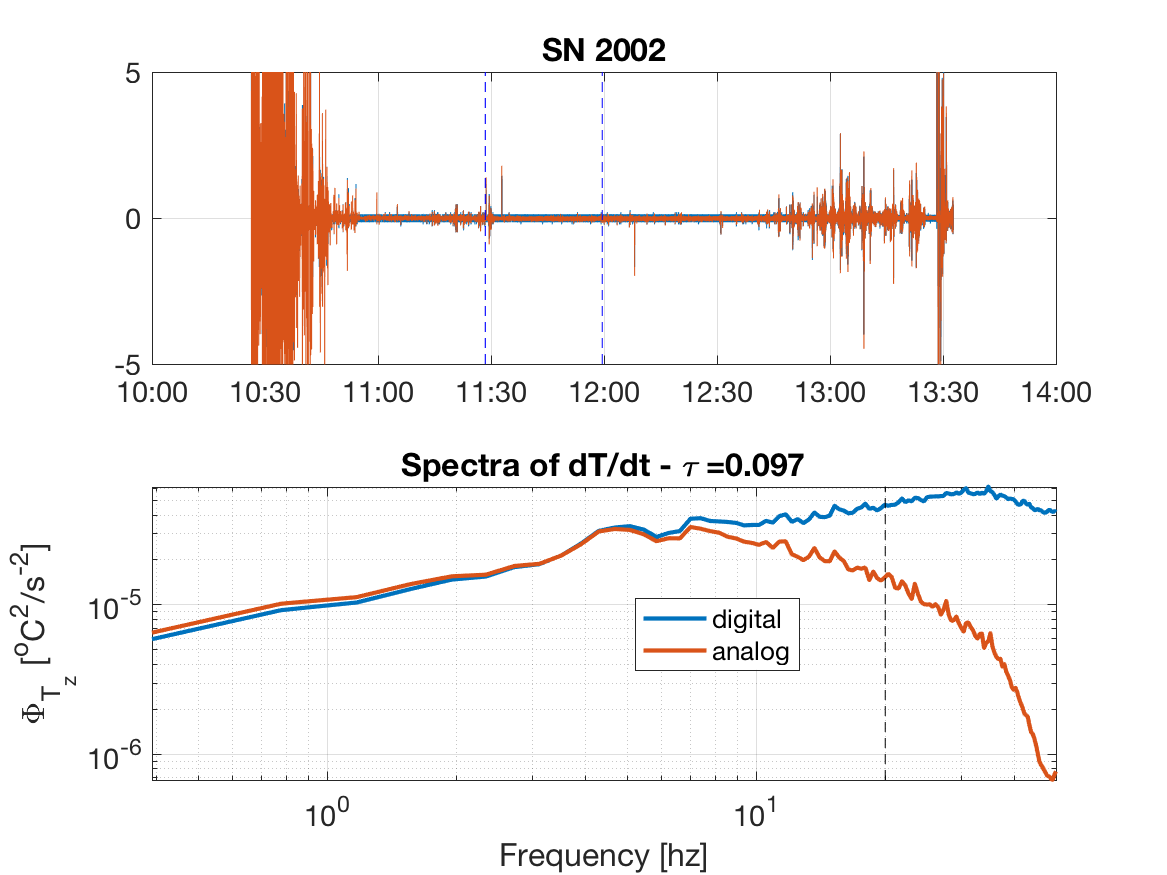 SN 2002
5
0
-5
10:00 10:30 11:00 11:30 12:00 12:30 13:00 13:30 14:00
Spectra of dT/dt - τ =0.097
Φ_{T_z} [°C²/s⁻²]
10⁻⁵
10⁻⁶
digital
analog
10⁰ 10¹
Frequency [hz]